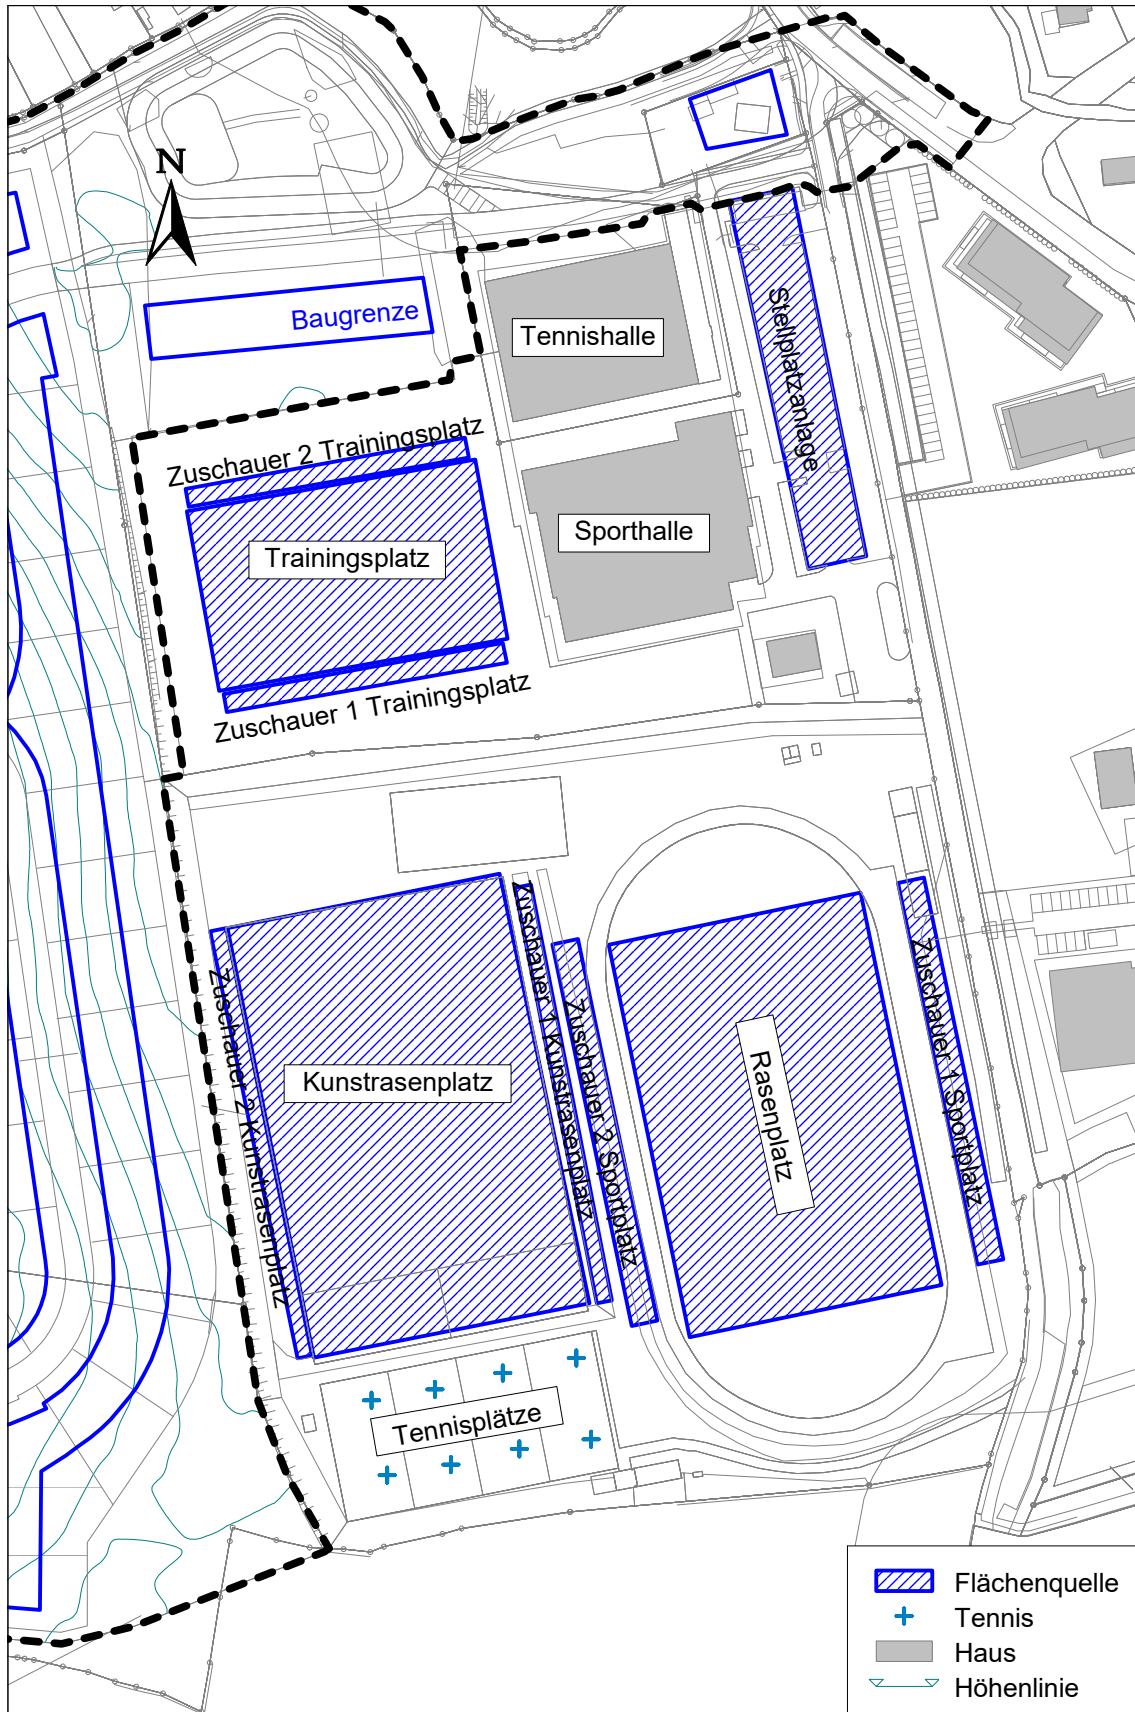 N
Baugrenze
Tennishalle
Stellplatzanlage
Zuschauer 2 Trainingsplatz
Trainingsplatz
Sporthalle
Zuschauer 1 Trainingsplatz
Zuschauer 2 Kunstrasenplatz
Kunstrasenplatz
Zuschauer 1 Kunstrasenplatz
Zuschauer 2 Sportplatz
Rasenplatz
Zuschauer 1 Sportplatz
Tennisplätze
Flächenquelle
Tennis
Haus
Höhenlinie